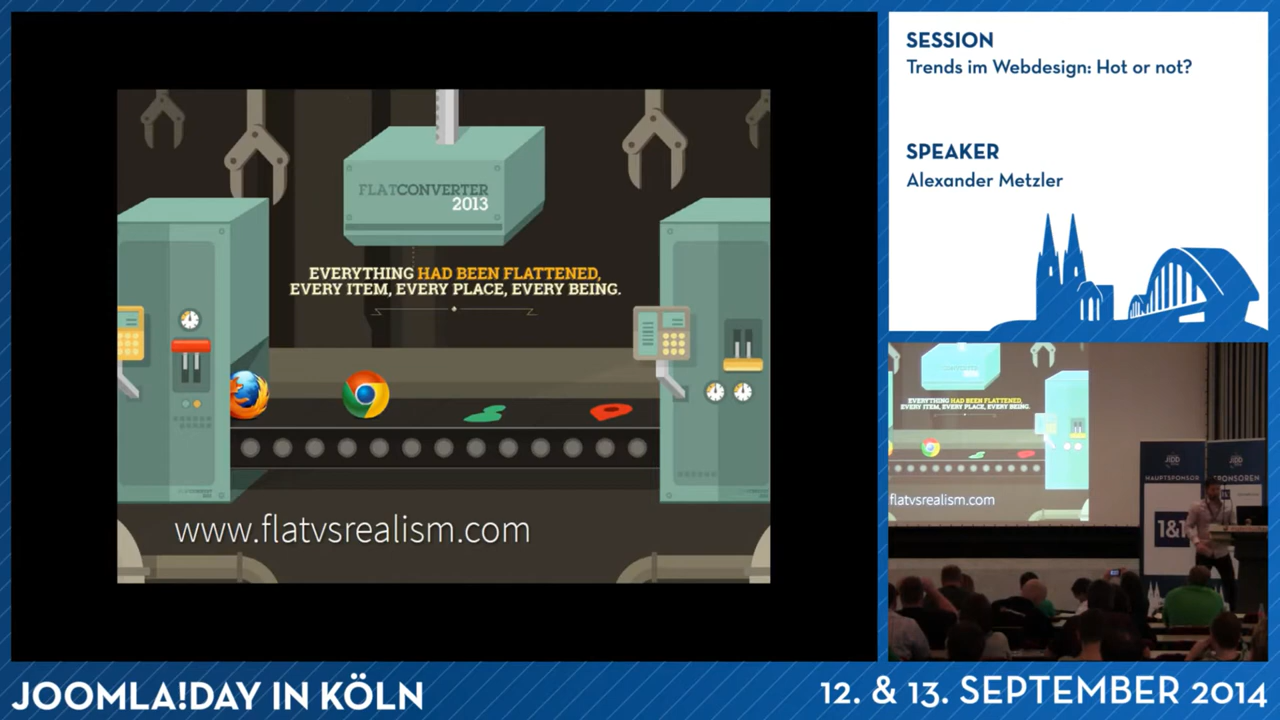 FLATCONVERTER
2013
EVERYTHING HAD BEEN FLATTENED,
EVERY ITEM, EVERY PLACE, EVERY BEING.
www.flatvsrealism.com
SESSION
Trends im Webdesign: Hot or not?
SPEAKER
Alexander Metzler
EVERYTHING HAD BEEN FLATTENED,
EVERY ITEM, EVERY PLACE, EVERY BEING.
flatvsrealism.com
HAUPTSPONSOR
SPONSOREN
1&1
JOOMLA!DAY IN KÖLN
12. & 13. SEPTEMBER 2014